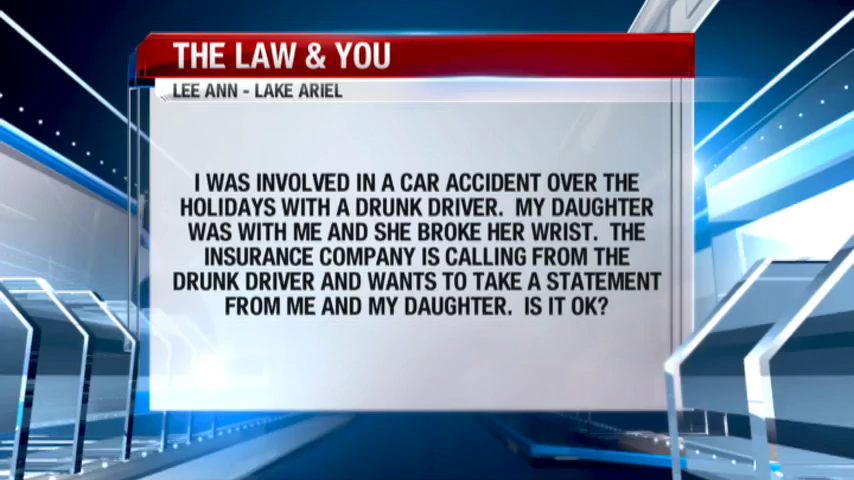 THE LAW & YOU
LEE ANN - LAKE ARIEL
I WAS INVOLVED IN A CAR ACCIDENT OVER THE
HOLIDAYS WITH A DRUNK DRIVER. MY DAUGHTER
WAS WITH ME AND SHE BROKE HER WRIST. THE
INSURANCE COMPANY IS CALLING FROM THE
DRUNK DRIVER AND WANTS TO TAKE A STATEMENT
FROM ME AND MY DAUGHTER. IS IT OK?